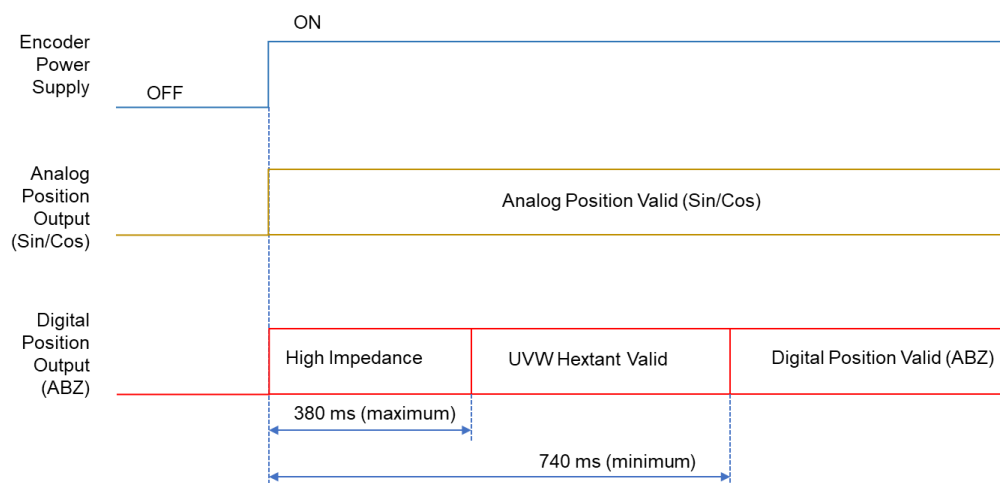 ON
Encoder
Power
Supply
OFF
Analog
Position
Output
(Sin/Cos)
Analog Position Valid (Sin/Cos)
Digital
Position
Output
(ABZ)
High Impedance
UVW Hextant Valid
Digital Position Valid (ABZ)
380 ms (maximum)
740 ms (minimum)